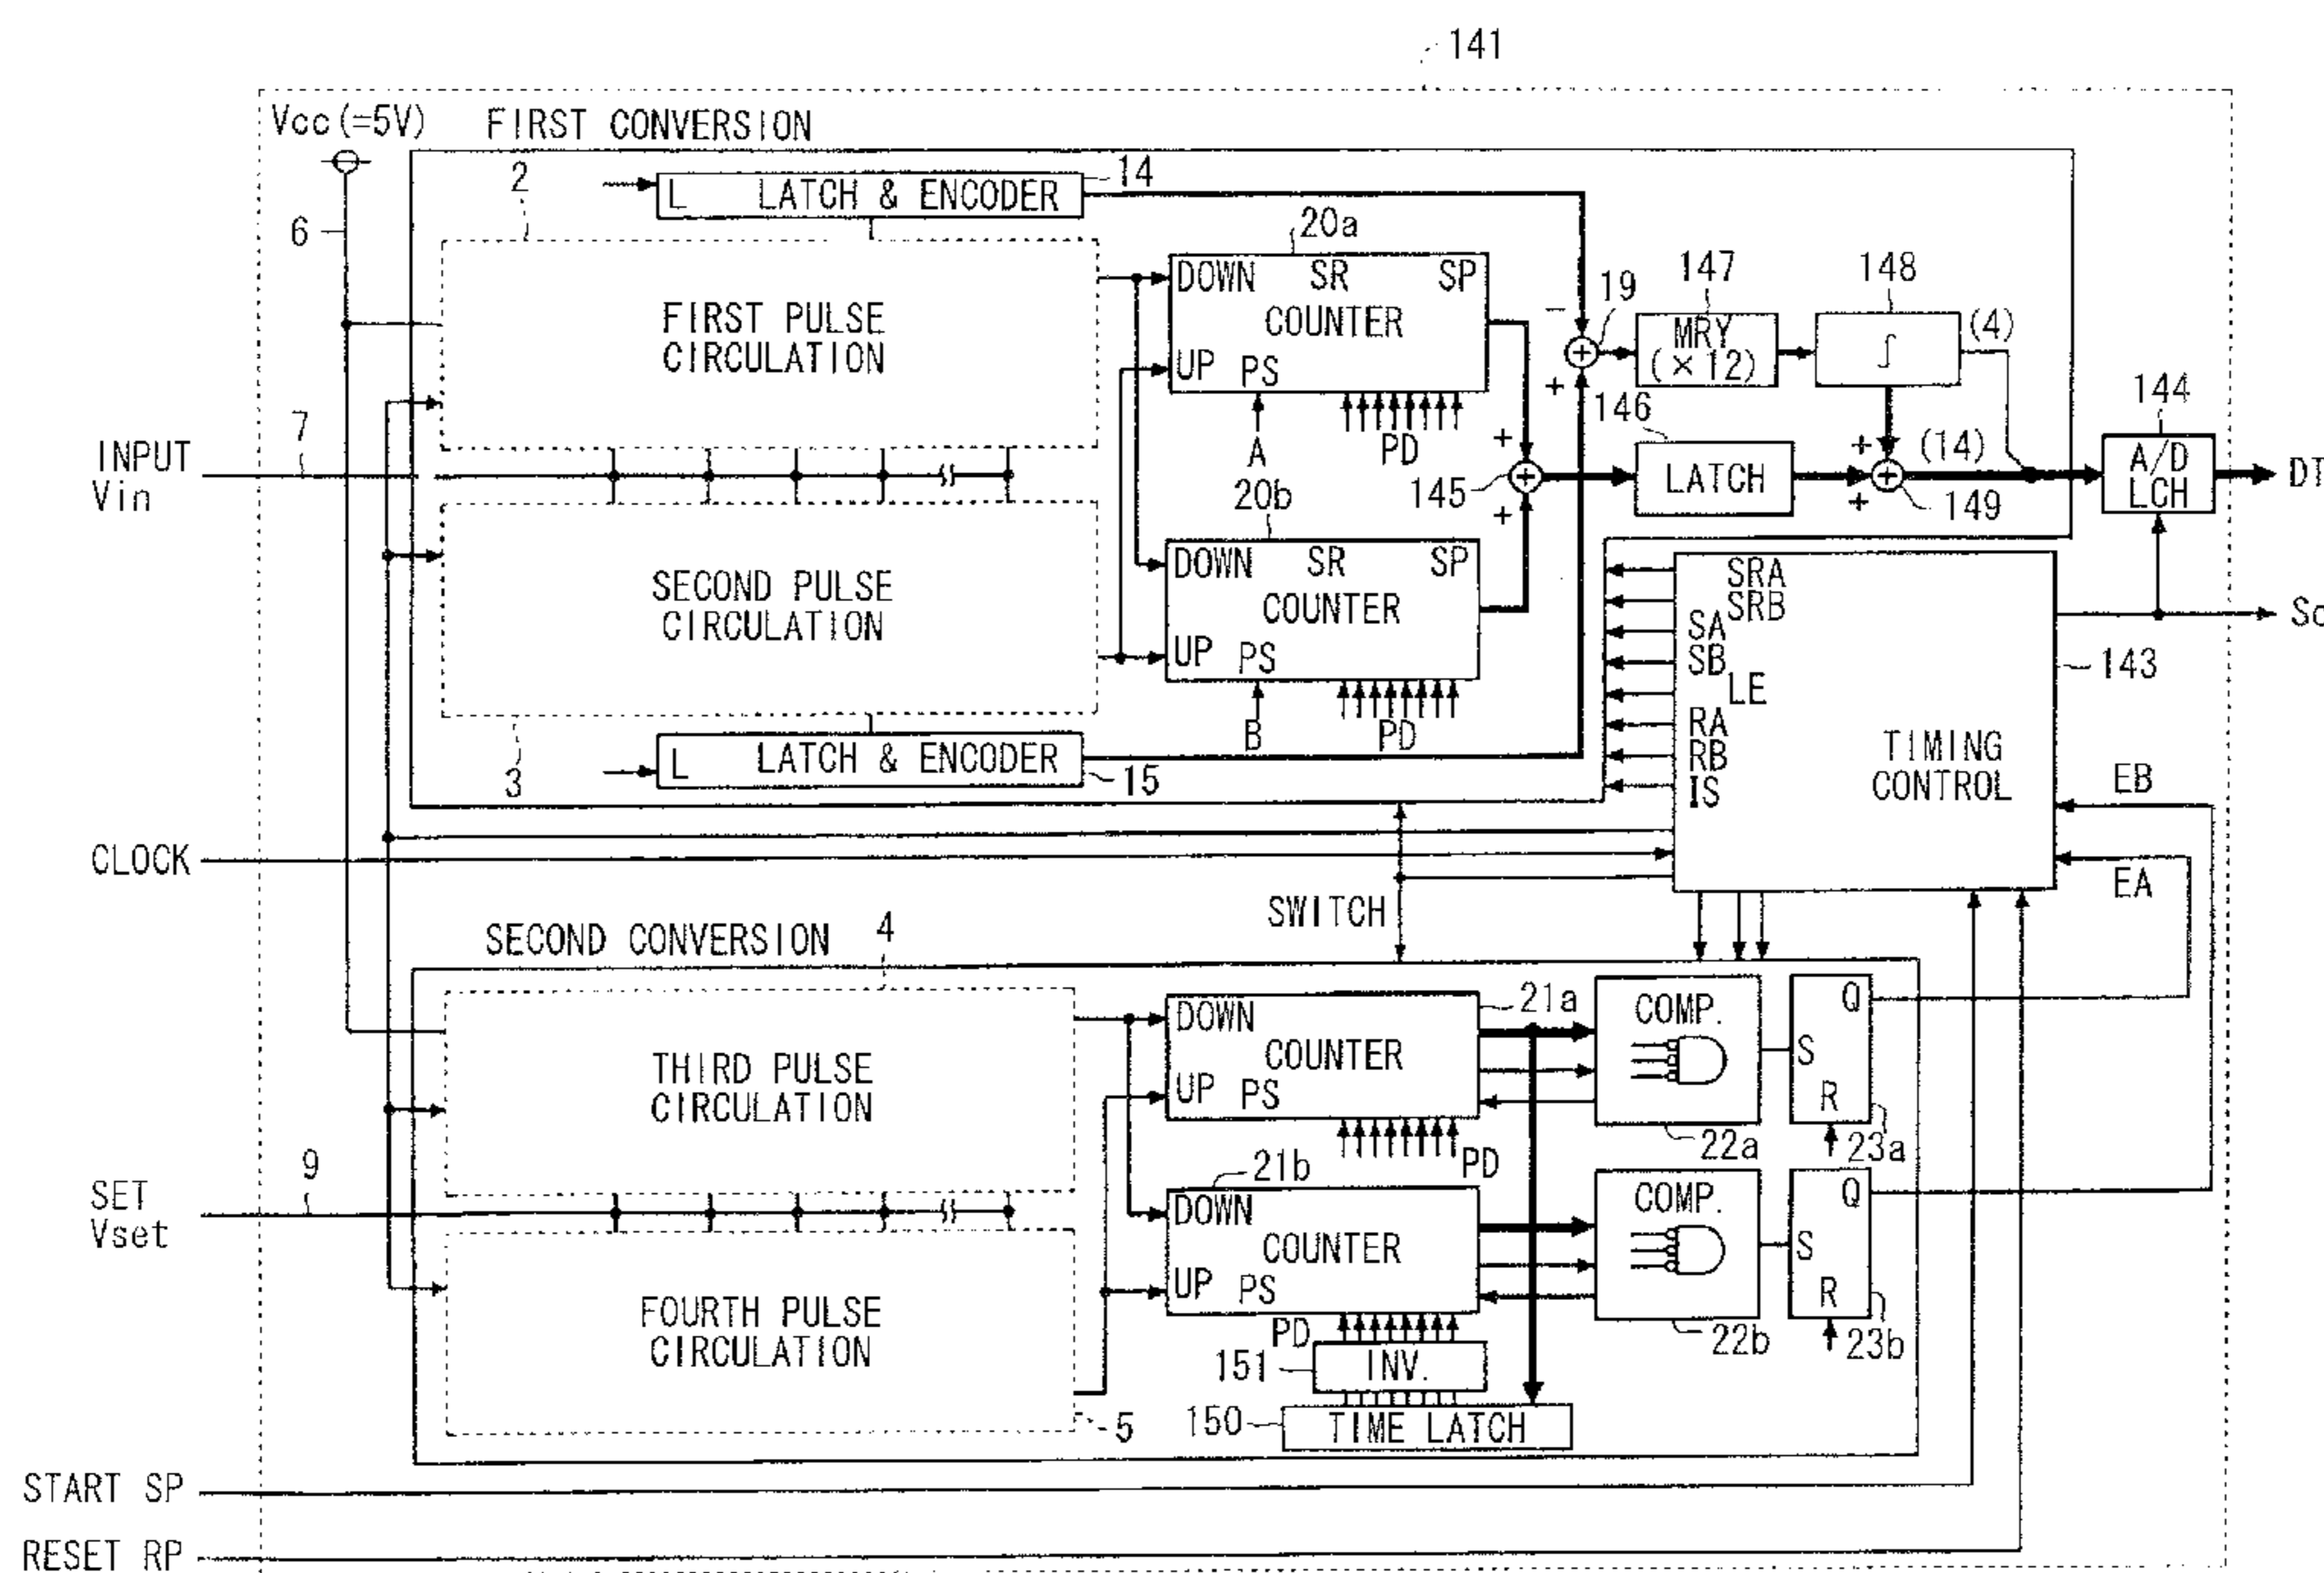 141
Vcc(=5V)
FIRST CONVERSION
2
14
L LATCH & ENCODER
6
20a
DOWN SR SP
COUNTER
UP PS
A
PD
FIRST PULSE
CIRCULATION
−
19
+
147
MRY
(×12)
148
∫
(4)
144
A/D
LCH
DT
INPUT
Vin
7
20b
145
+
+
146
LATCH
+
+
(14)
149
SECOND PULSE
CIRCULATION
DOWN SR SP
COUNTER
UP PS
B
PD
3
L LATCH & ENCODER
15
SRA
SRB
SA
SB
LE
RA
RB
IS
TIMING
CONTROL
143
EB
EA
CLOCK
SWITCH
SECOND CONVERSION
4
THIRD PULSE
CIRCULATION
DOWN
COUNTER
UP PS
21a
PD
COMP.
22a
Q
S
R
23a
SET
Vset
9
21b
DOWN
COUNTER
UP PS
PD
COMP.
22b
Q
S
R
23b
FOURTH PULSE
CIRCULATION
5
151
INV.
150
TIME LATCH
START SP
RESET RP